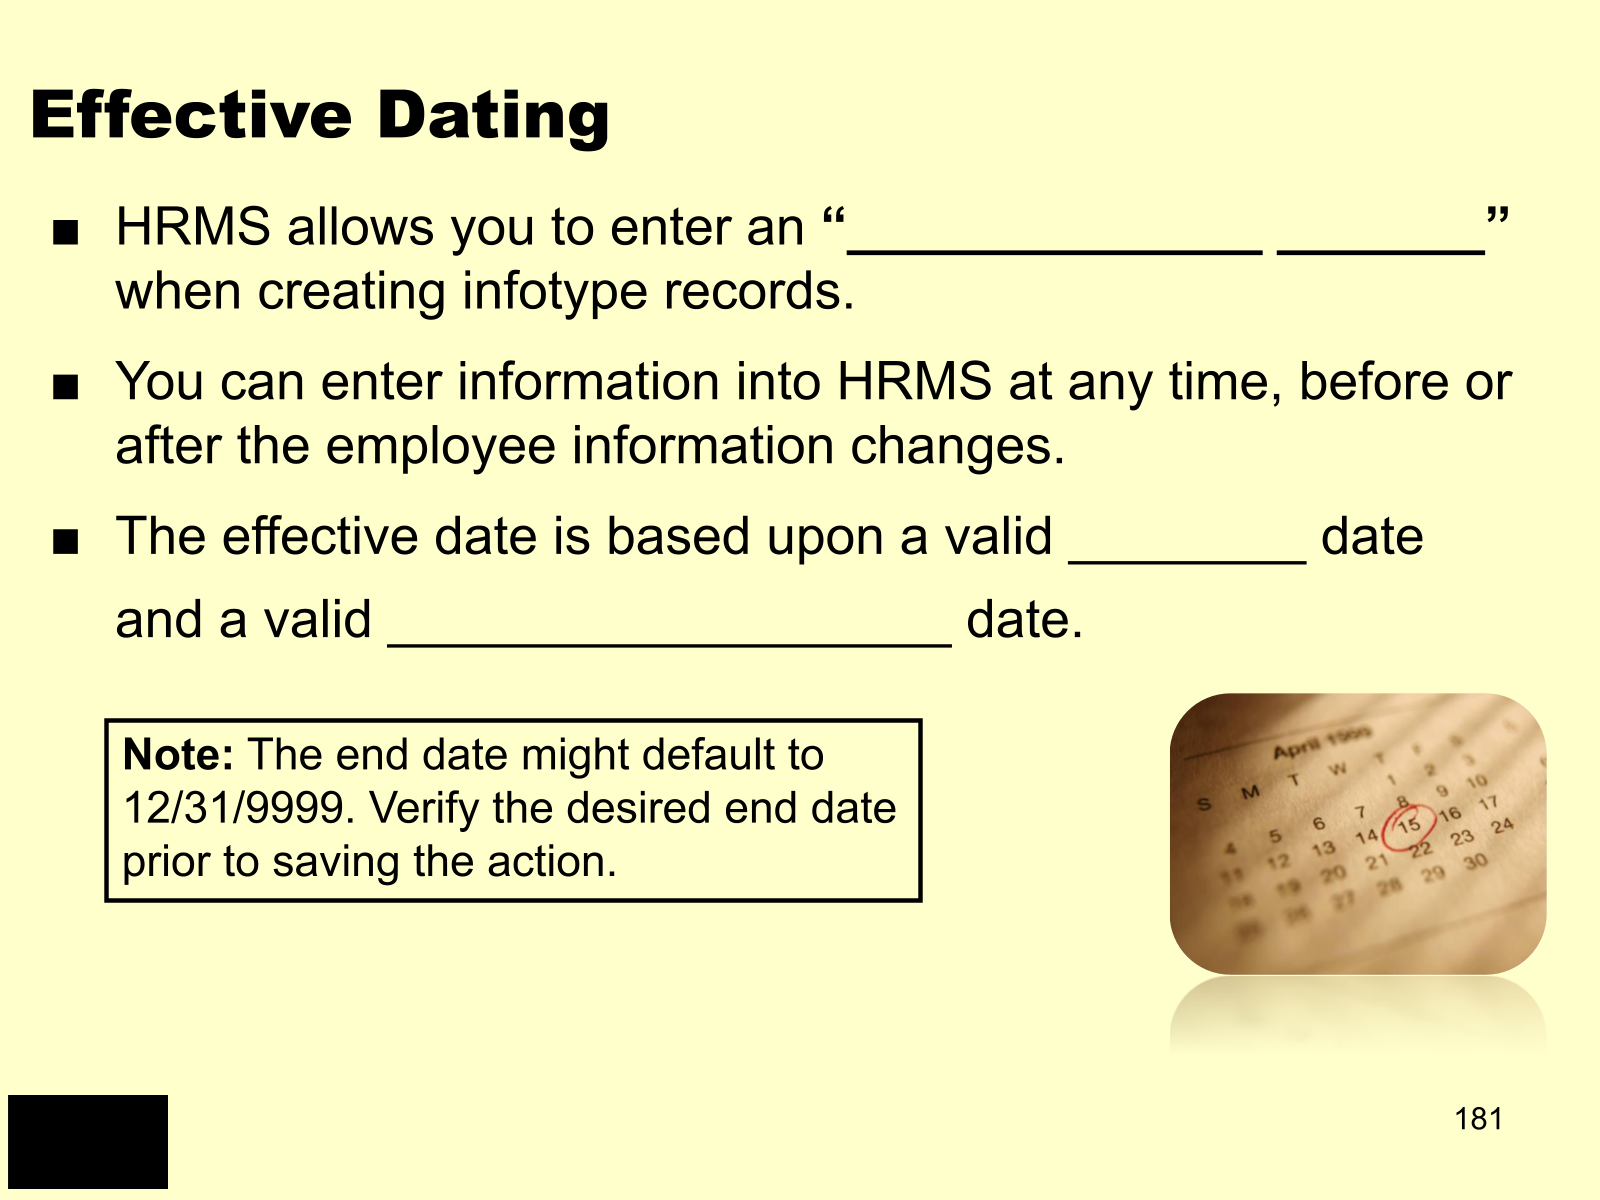 Effective Dating
■ HRMS allows you to enter an “______________ _______”
when creating infotype records.
■ You can enter information into HRMS at any time, before or
after the employee information changes.
■ The effective date is based upon a valid ________ date
and a valid ___________________ date.
Note: The end date might default to
12/31/9999. Verify the desired end date
prior to saving the action.
April
S M T W T F S
1 2 3
4 5 6 7 8 9 10
11 12 13 14 15 16 17
19 20 21 22 23 24
26 27 28 29 30
181